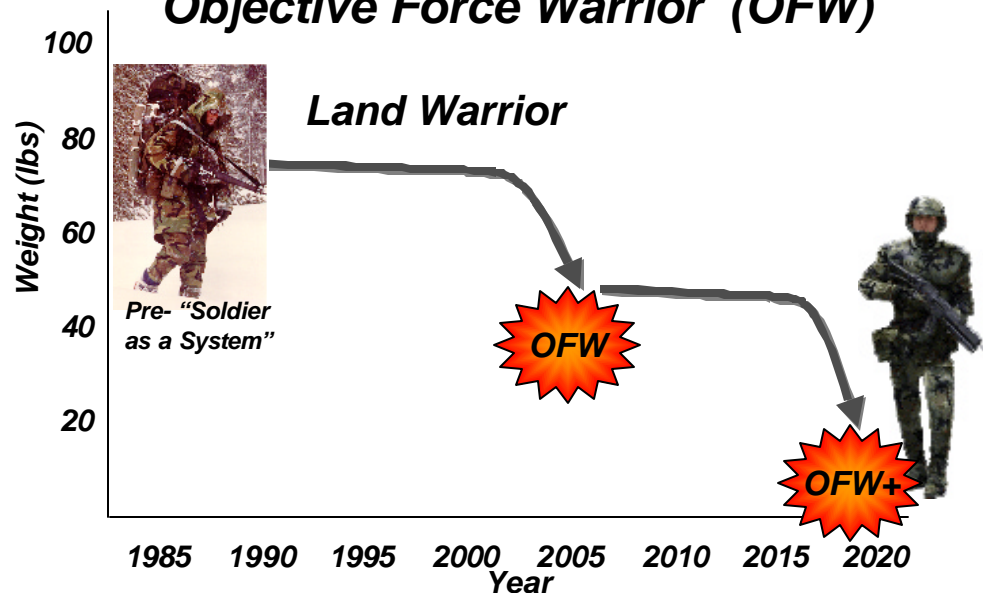 Objective Force Warrior (OFW)
100
80
60
40
20
Weight (lbs)
Land Warrior
Pre- “Soldier
as a System”
OFW
OFW+
1985 1990 1995 2000 2005 2010 2015 2020
Year